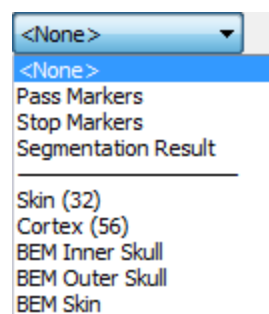 <None>
<None>
Pass Markers
Stop Markers
Segmentation Result
Skin (32)
Cortex (56)
BEM Inner Skull
BEM Outer Skull
BEM Skin